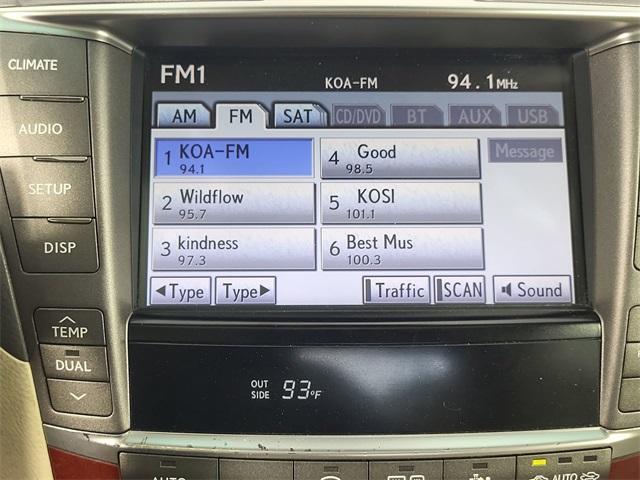 FM1 KOA-FM 94.1MHz
CLIMATE
AM FM SAT CD/DVD BT AUX USB
AUDIO
1 KOA-FM 94.1
4 Good 98.5
Message
SETUP
2 Wildflow 95.7
5 KOSI 101.1
DISP
3 kindness 97.3
6 Best Mus 100.3
◄Type Type► Traffic SCAN Sound
TEMP
DUAL
OUT SIDE 93°F
AUTO
AUTO